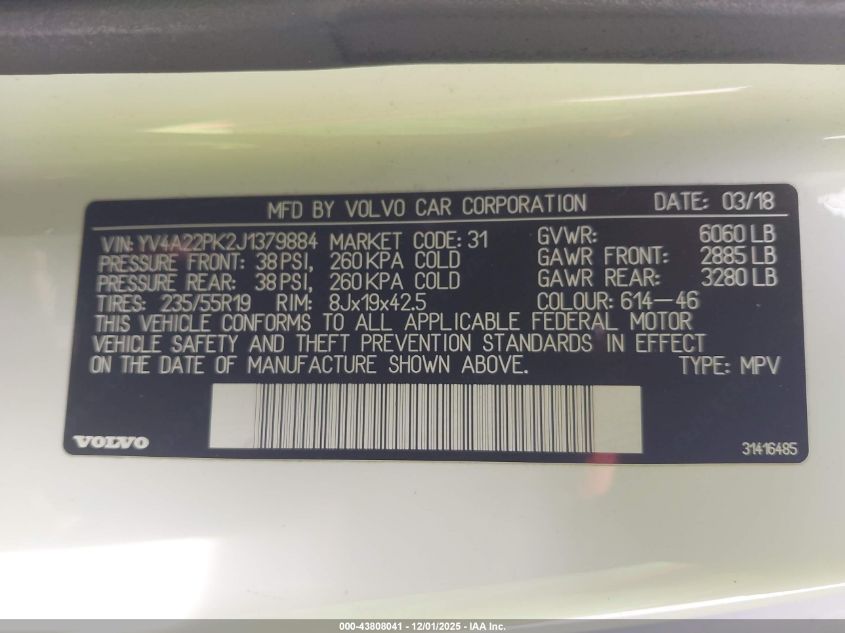 MFD BY VOLVO CAR CORPORATION DATE: 03/18
VIN: YV4A22PK2J1379884 MARKET CODE: 31 GVWR: 6060 LB
PRESSURE FRONT: 38 PSI, 260 KPA COLD GAWR FRONT: 2885 LB
PRESSURE REAR: 38 PSI, 260 KPA COLD GAWR REAR: 3280 LB
TIRES: 235/55R19 RIM: 8Jx19x42.5 COLOUR: 614-46
THIS VEHICLE CONFORMS TO ALL APPLICABLE FEDERAL MOTOR
VEHICLE SAFETY AND THEFT PREVENTION STANDARDS IN EFFECT
ON THE DATE OF MANUFACTURE SHOWN ABOVE. TYPE: MPV
VOLVO 31416485
000-43808041 - 12/01/2025 - IAA Inc.